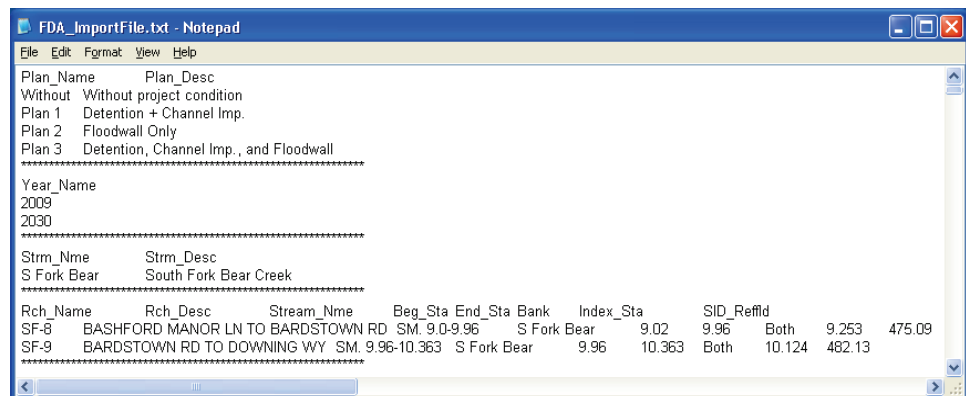 FDA_ImportFile.txt - Notepad
File Edit Format View Help
Plan_Name Plan_Desc
Without Without project condition
Plan 1 Detention + Channel Imp.
Plan 2 Floodwall Only
Plan 3 Detention, Channel Imp., and Floodwall
**************************************************************
Year_Name
2009
2030
**************************************************************
Strm_Nme Strm_Desc
S Fork Bear South Fork Bear Creek
**************************************************************
Rch_Name Rch_Desc Stream_Nme Beg_Sta End_Sta Bank Index_Sta SID_Reffld
SF-8 BASHFORD MANOR LN TO BARDSTOWN RD SM. 9.0-9.96 S Fork Bear 9.02 9.96 Both 9.253 475.09
SF-9 BARDSTOWN RD TO DOWNING WY SM. 9.96-10.363 S Fork Bear 9.96 10.363 Both 10.124 482.13
**************************************************************